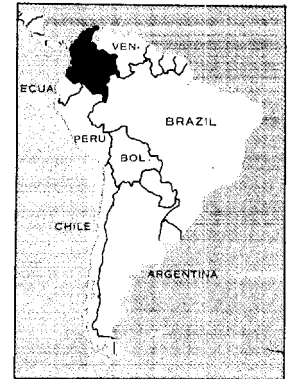 VEN.
ECUA.
BRAZIL
PERU
BOL.
CHILE
ARGENTINA